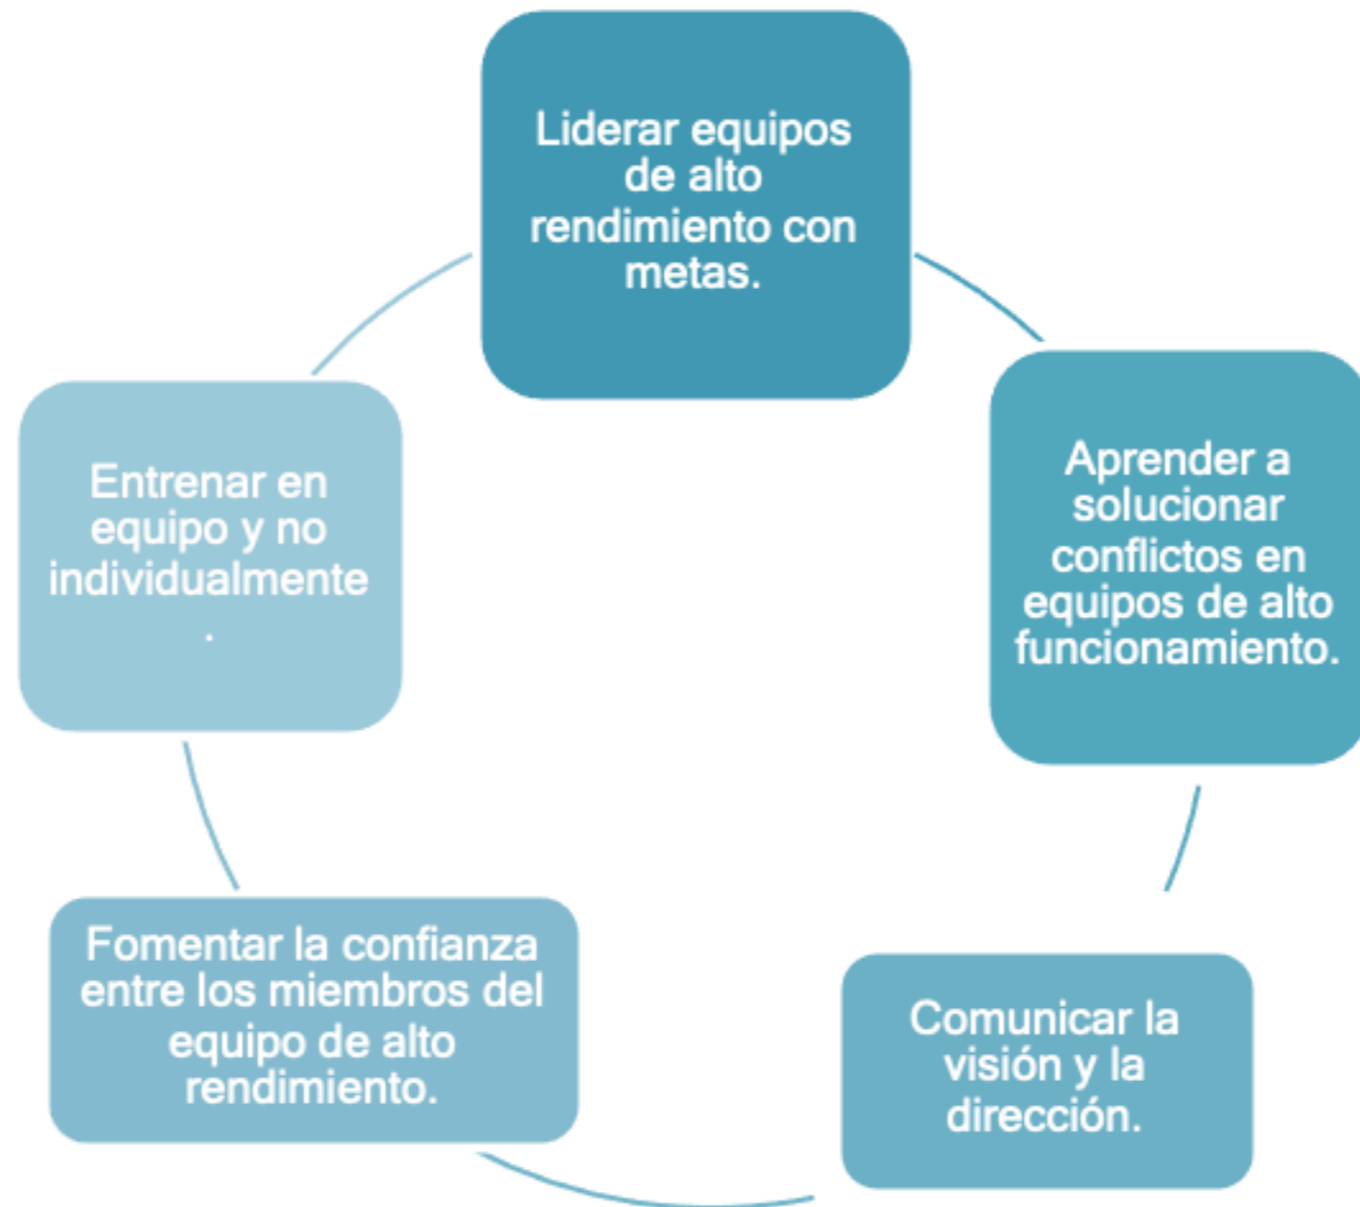 Liderar equipos
de alto
rendimiento con
metas.
Aprender a
solucionar
conflictos en
equipos de alto
funcionamiento.
Comunicar la
visión y la
dirección.
Fomentar la confianza
entre los miembros del
equipo de alto
rendimiento.
Entrenar en
equipo y no
individualmente
.